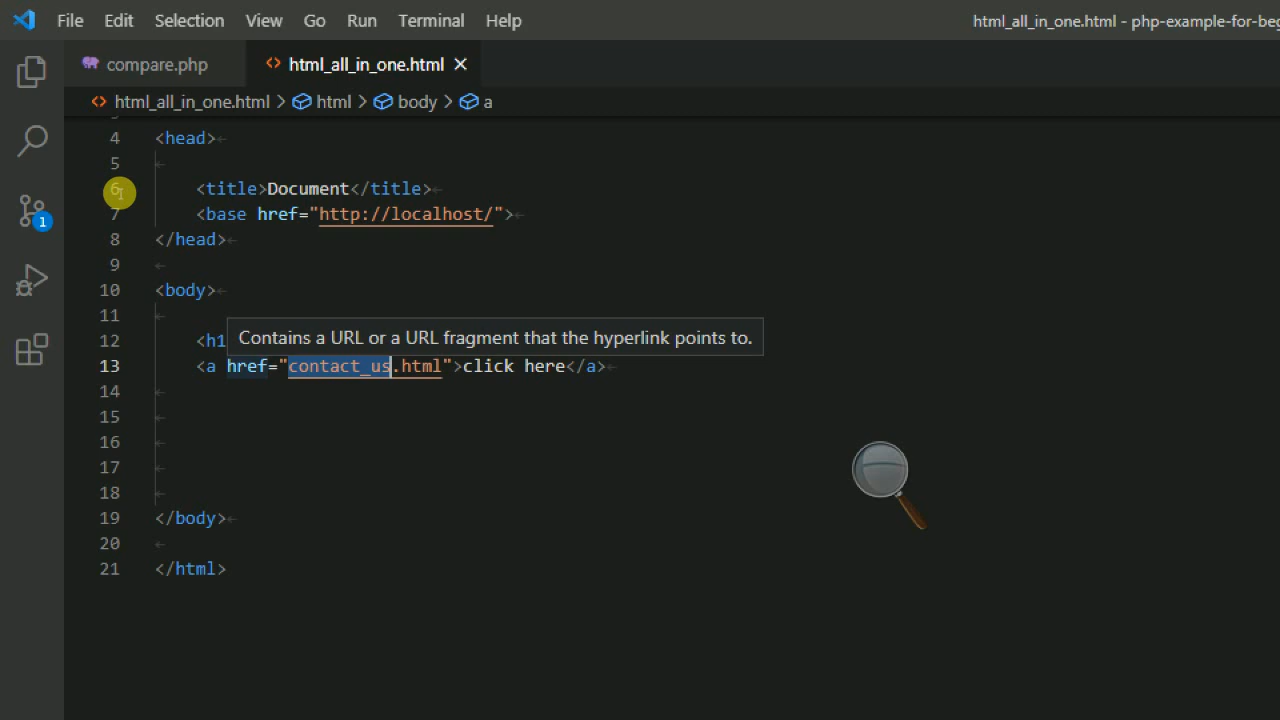 File Edit Selection View Go Run Terminal Help html_all_in_one.html - php-example-for-beg
compare.php html_all_in_one.html
html_all_in_one.html > html > body > a
4 <head>
5
6 <title>Document</title>
7 <base href="http://localhost/">
8 </head>
9
10 <body>
11
Contains a URL or a URL fragment that the hyperlink points to.
12 <h1
13 <a href="contact_us.html">click here</a>
14
15
16
17
18
19 </body>
20
21 </html>
1